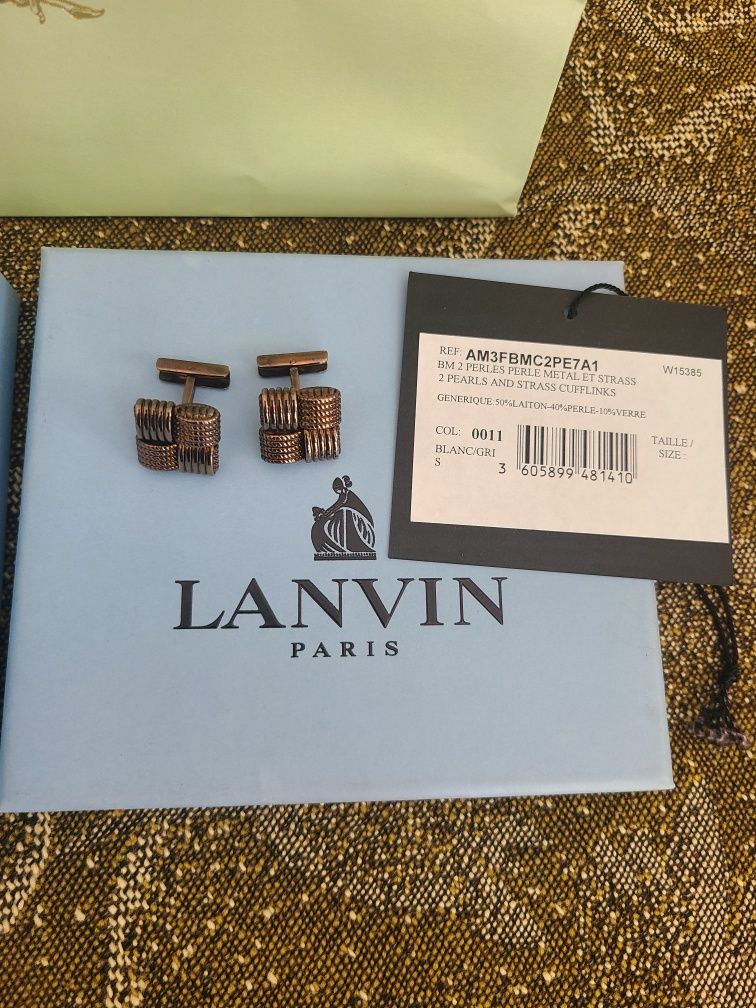 REF: AM3FBMC2PE7A1 W15385
BM 2 PERLES PERLE METAL ET STRASS
2 PEARLS AND STRASS CUFFLINKS
GENERIQUE:50%LAITON-40%PERLE-10%VERRE
COL: 0011 TAILLE /
BLANC/GRI SIZE :
S
3 605899 481410
LANVIN
PARIS